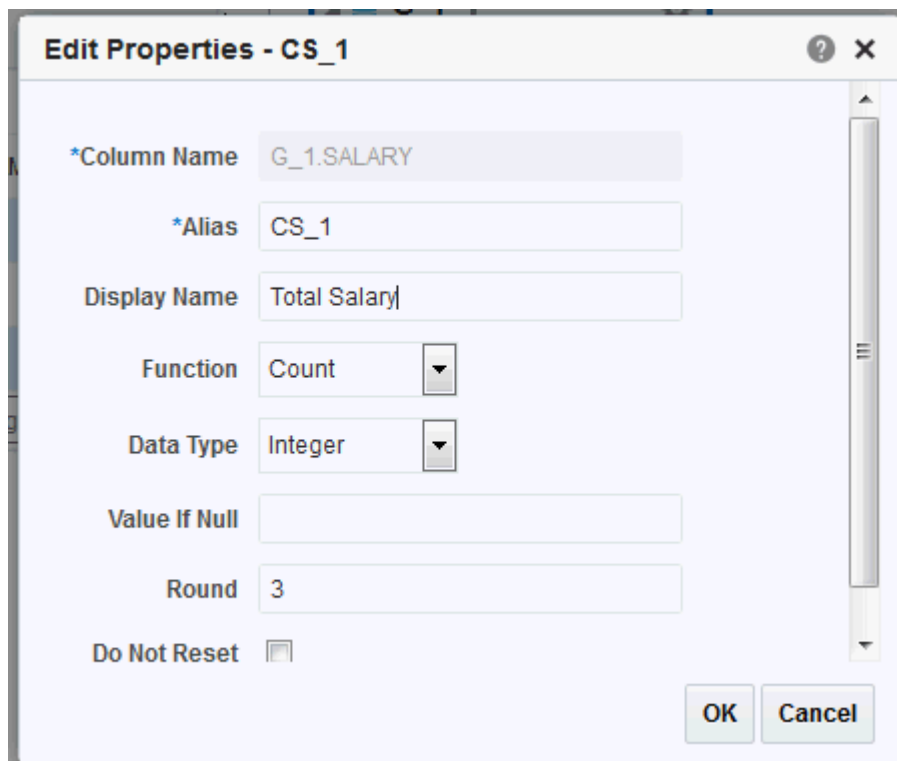 Edit Properties - CS_1
*Column Name G_1.SALARY
*Alias CS_1
Display Name Total Salary
Function Count
Data Type Integer
Value If Null
Round 3
Do Not Reset
OK Cancel